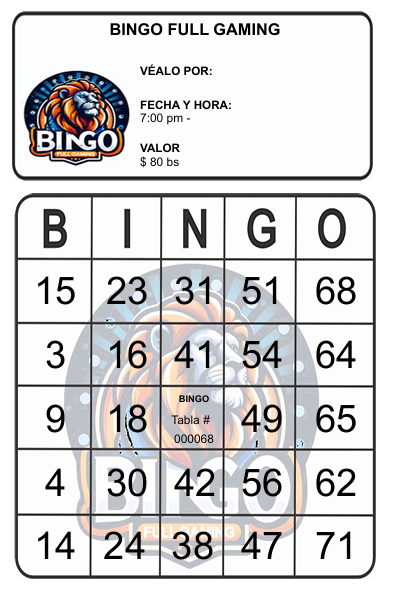 BINGO FULL GAMING
VÉALO POR:
FECHA Y HORA:
7:00 pm -
VALOR
$ 80 bs
BINGO
FULL GAMING
B I N G O
15 23 31 51 68
3 16 41 54 64
9 18 BINGO Tabla # 000068 49 65
4 30 42 56 62
14 24 38 47 71
BINGO
FULL GAMING